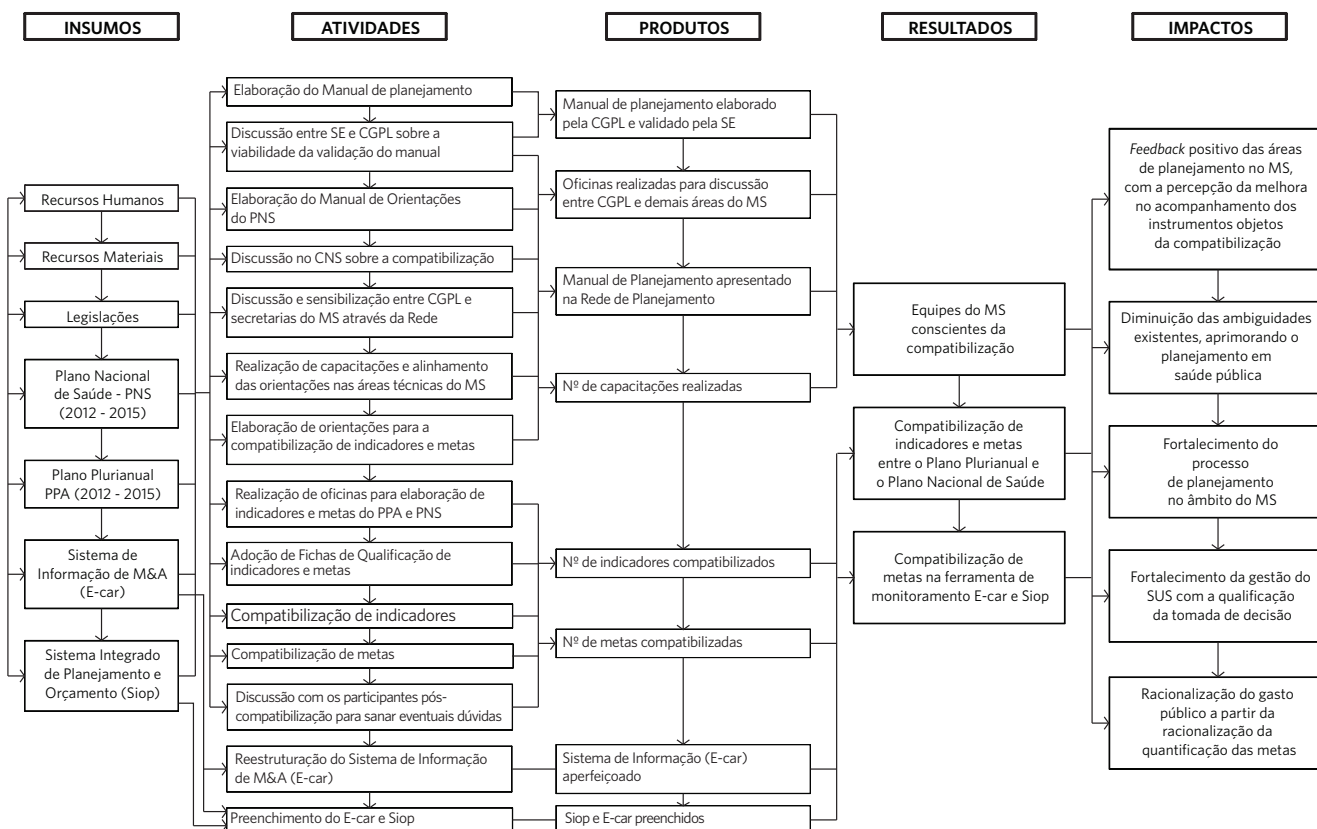 INSUMOS
ATIVIDADES
PRODUTOS
RESULTADOS
IMPACTOS
Recursos Humanos
Recursos Materiais
Legislações
Plano Nacional
de Saúde - PNS
(2012 - 2015)
Plano Plurianual
PPA (2012 - 2015)
Sistema de
Informação de M&A
(E-car)
Sistema Integrado
de Planejamento e
Orçamento (Siop)
Elaboração do Manual de planejamento
Discussão entre SE e CGPL sobre a
viabilidade da validação do manual
Elaboração do Manual de Orientações
do PNS
Discussão no CNS sobre a compatibilização
Discussão e sensibilização entre CGPL e
secretarias do MS através da Rede
Realização de capacitações e alinhamento
das orientações nas áreas técnicas do MS
Elaboração de orientações para a
compatibilização de indicadores e metas
Realização de oficinas para elaboração de
indicadores e metas do PPA e PNS
Adoção de Fichas de Qualificação de
indicadores e metas
Compatibilização de indicadores
Compatibilização de metas
Discussão com os participantes pós-
compatibilização para sanar eventuais dúvidas
Reestruturação do Sistema de Informação
de M&A (E-car)
Preenchimento do E-car e Siop
Manual de planejamento elaborado
pela CGPL e validado pela SE
Oficinas realizadas para discussão
entre CGPL e demais áreas do MS
Manual de Planejamento apresentado
na Rede de Planejamento
Nº de capacitações realizadas
Nº de indicadores compatibilizados
Nº de metas compatibilizadas
Sistema de Informação (E-car)
aperfeiçoado
Siop e E-car preenchidos
Equipes do MS
conscientes da
compatibilização
Compatibilização de
indicadores e metas
entre o Plano Plurianual e
o Plano Nacional de Saúde
Compatibilização de
metas na ferramenta de
monitoramento E-car e Siop
Feedback positivo das áreas
de planejamento no MS,
com a percepção da melhora
no acompanhamento dos
instrumentos objetos
da compatibilização
Diminuição das ambiguidades
existentes, aprimorando o
planejamento em
saúde pública
Fortalecimento do
processo
de planejamento
no âmbito do MS
Fortalecimento da gestão do
SUS com a qualificação
da tomada de decisão
Racionalização do gasto
público a partir da
racionalização da
quantificação das metas